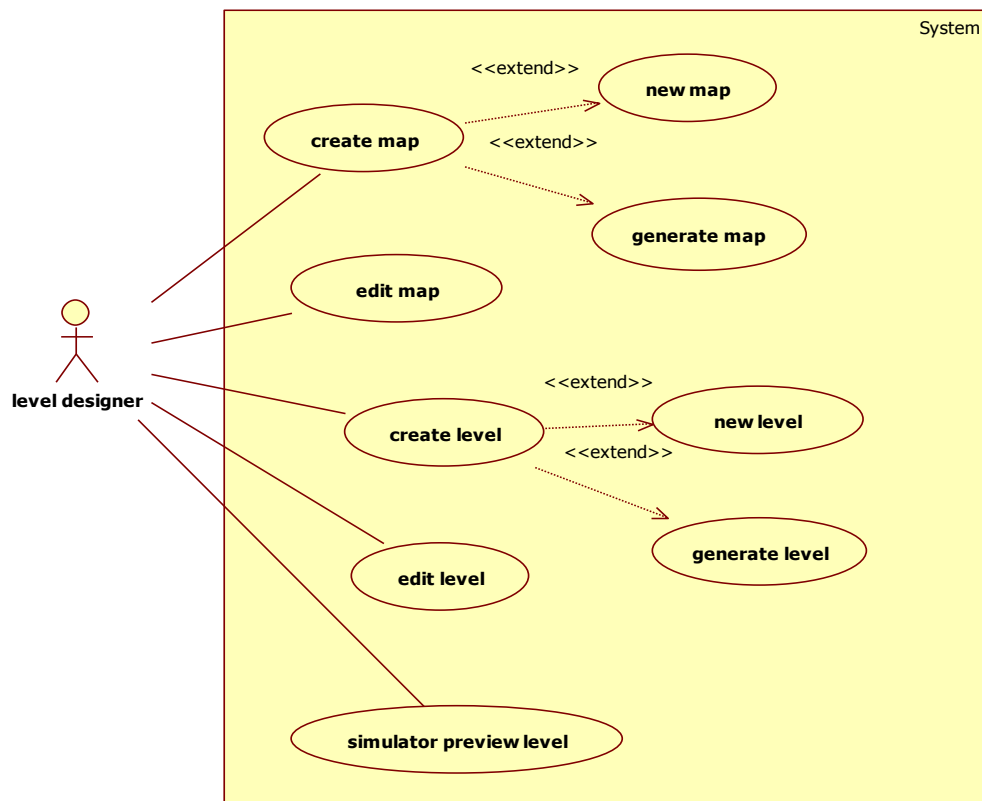 System
<<extend>>
new map
create map
<<extend>>
generate map
edit map
level designer
<<extend>>
new level
create level
<<extend>>
generate level
edit level
simulator preview level